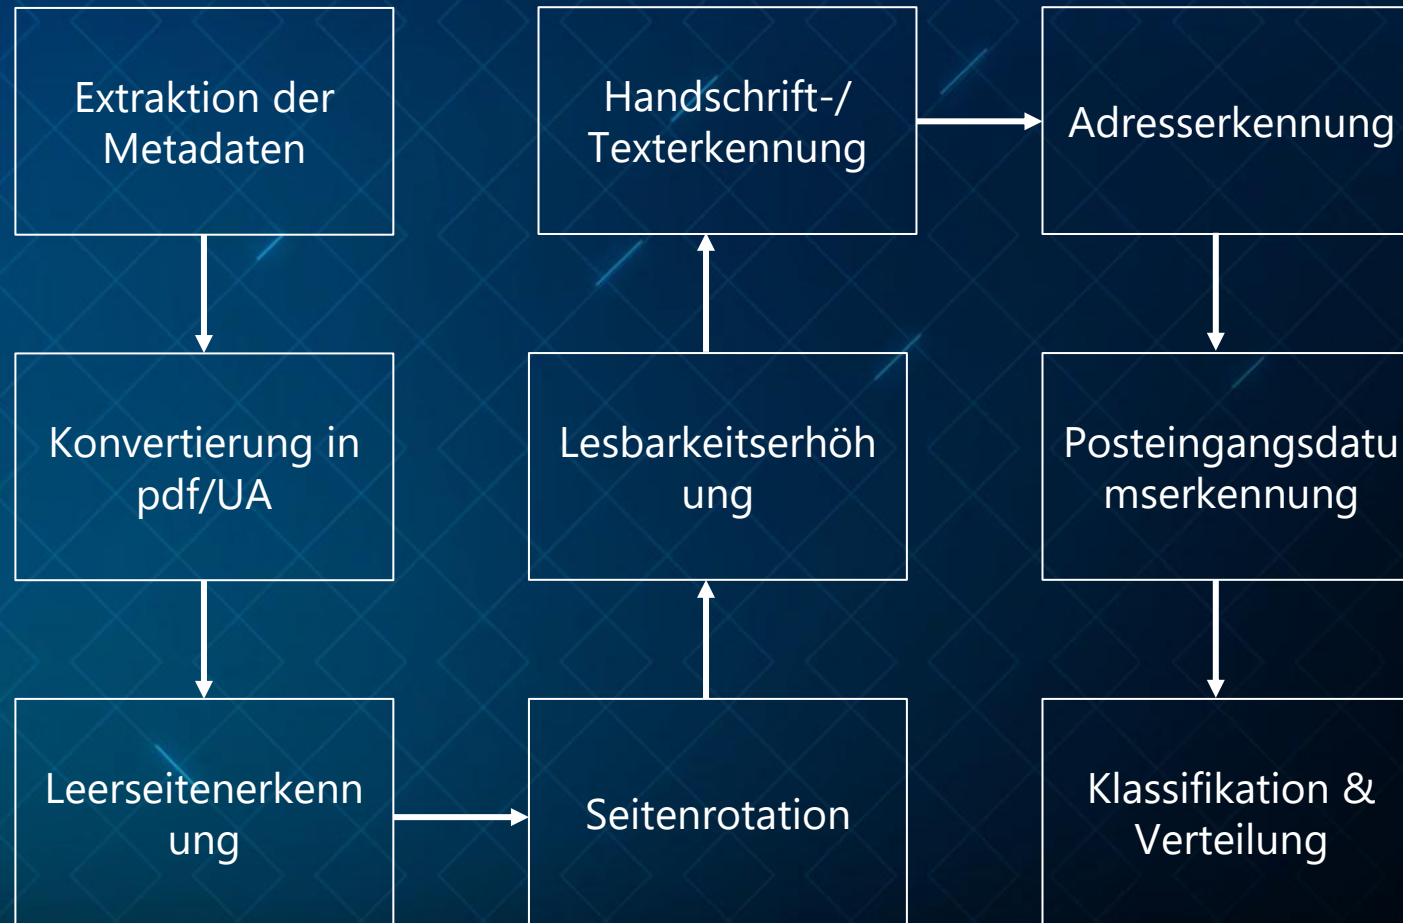 Extraktion der
Metadaten
Konvertierung in
pdf/UA
Leerseitenerkenn
ung
Seitenrotation
Lesbarkeitserhöh
ung
Handschrift-/
Texterkennung
Adresserkennung
Posteingangsdatu
mserkennung
Klassifikation &
Verteilung